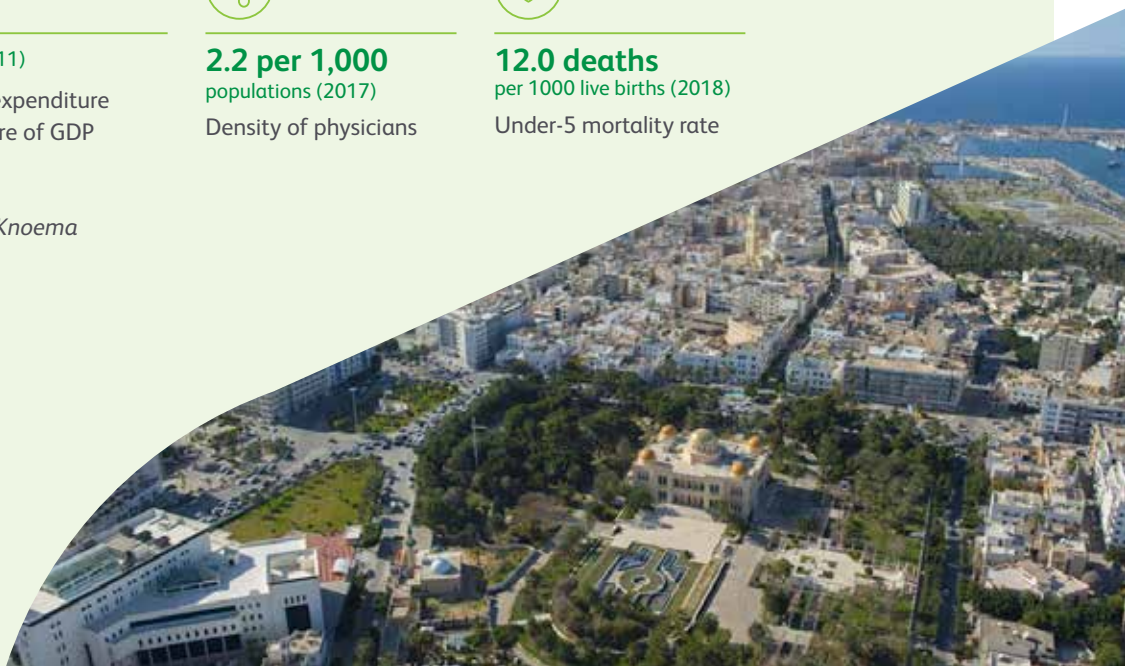 11)
expenditure
re of GDP
Knoema
2.2 per 1,000
populations (2017)
Density of physicians
12.0 deaths
per 1000 live births (2018)
Under-5 mortality rate